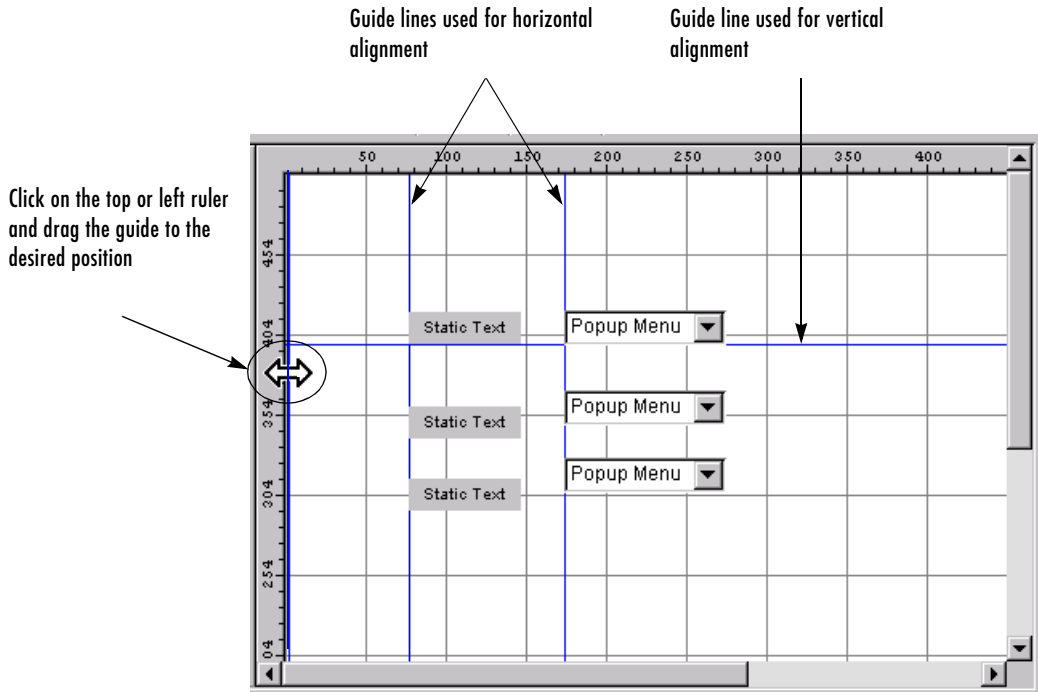 Guide lines used for horizontal
alignment
Guide line used for vertical
alignment
Click on the top or left ruler
and drag the guide to the
desired position
50 100 150 200 250 300 350 400
454
404
354
304
254
04
Static Text
Popup Menu
Static Text
Popup Menu
Static Text
Popup Menu